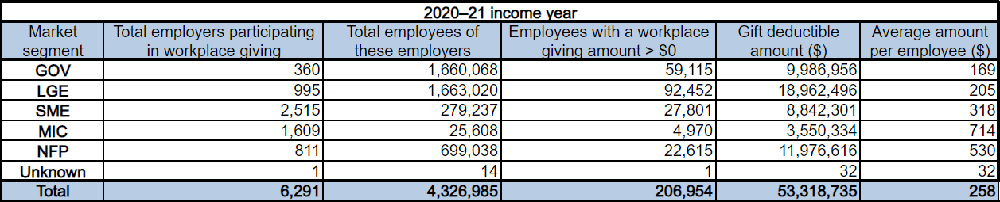 2020–21 income year
Market segment Total employers participating in workplace giving Total employees of these employers Employees with a workplace giving amount > $0 Gift deductible amount ($) Average amount per employee ($)
GOV 360 1,660,068 59,115 9,986,956 169
LGE 995 1,663,020 92,452 18,962,496 205
SME 2,515 279,237 27,801 8,842,301 318
MIC 1,609 25,608 4,970 3,550,334 714
NFP 811 699,038 22,615 11,976,616 530
Unknown 1 14 1 32 32
Total 6,291 4,326,985 206,954 53,318,735 258